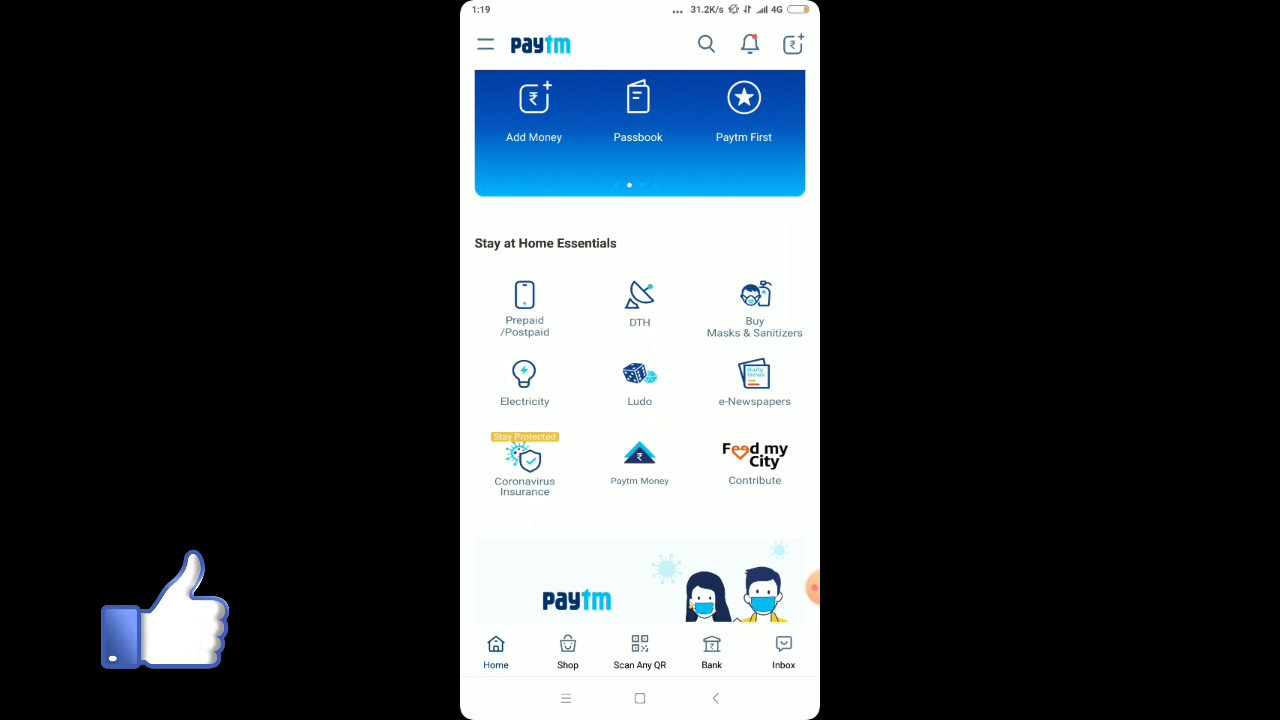 1:19
... 31.2K/s 4G
paytm
Add Money Passbook Paytm First
Stay at Home Essentials
Prepaid
/Postpaid
DTH
Buy
Masks & Sanitizers
Electricity Ludo
Daily
News
e-Newspapers
Stay Protected
Coronavirus
Insurance
Paytm Money
Feed my
City
Contribute
paytm
Home Shop Scan Any QR Bank Inbox